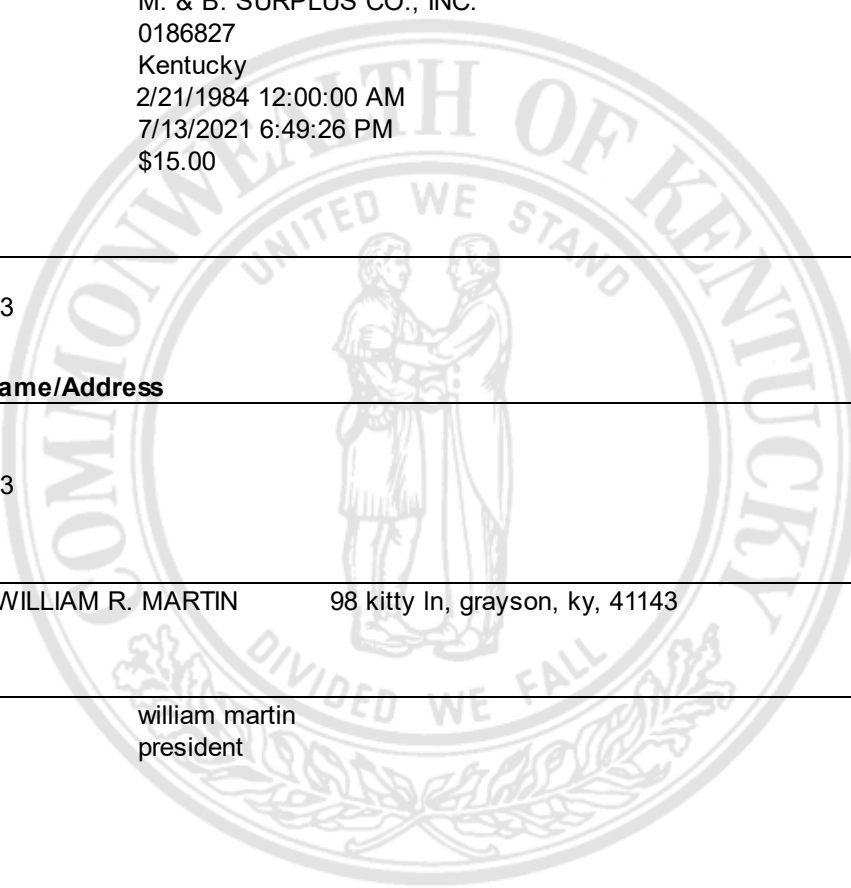 M. & B. SURPLUS CO., INC.
0186827
Kentucky
2/21/1984 12:00:00 AM
7/13/2021 6:49:26 PM
$15.00
COMMONWEALTH OF KENTUCKY
UNITED WE STAND
3
ame/Address
3
WILLIAM R. MARTIN 98 kitty ln, grayson, ky, 41143
DIVIDED WE FALL
william martin
president